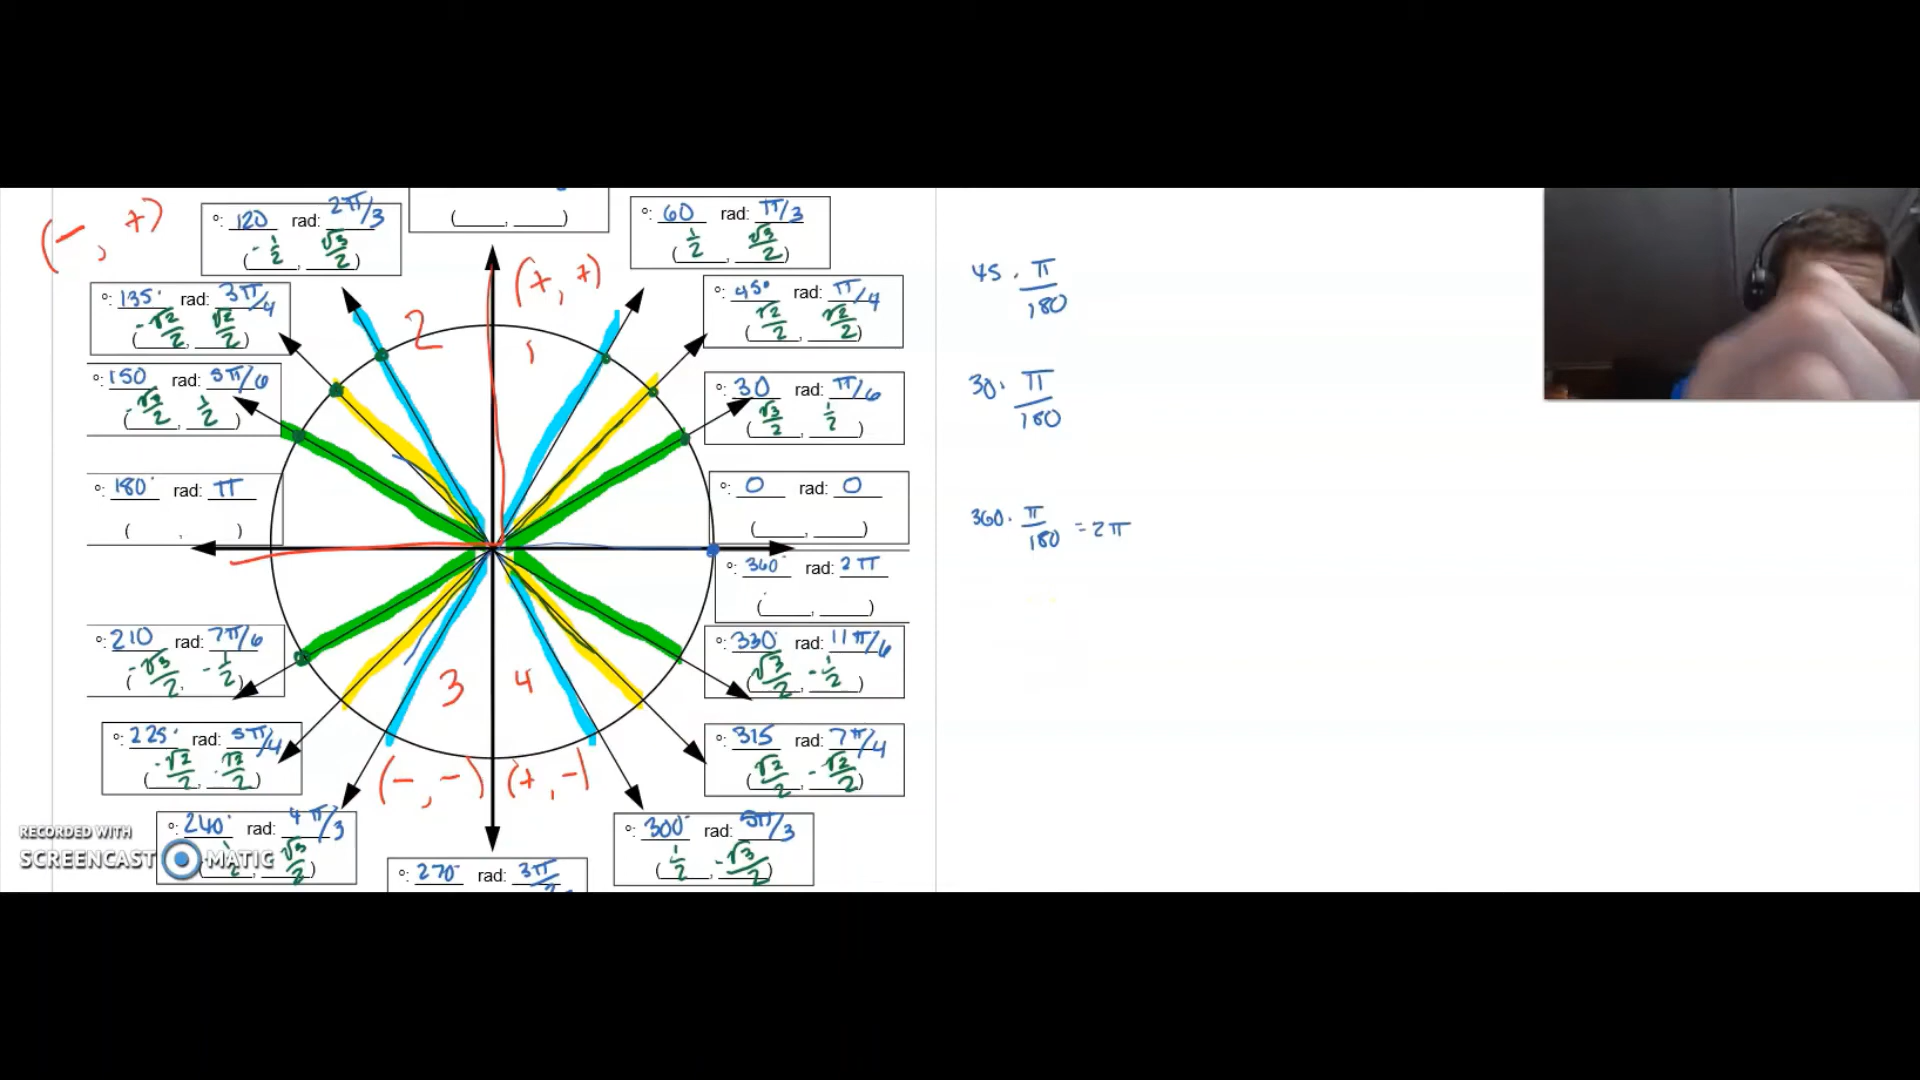 (-, +)
°: 120 rad: 2π/3
(-1/2, √3/2)
(____, ____)
°: 60 rad: π/3
(1/2, √3/2)
(+, +)
°: 135° rad: 3π/4
(-√2/2, √2/2)
2
1
°: 45° rad: π/4
(√2/2, √2/2)
°: 150 rad: 5π/6
(-√3/2, 1/2)
°: 30 rad: π/6
(√3/2, 1/2)
°: 180° rad: π
( , )
°: 0 rad: 0
(____, ____)
°: 360° rad: 2π
(____, ____)
°: 210 rad: 7π/6
(-√3/2, -1/2)
3
4
°: 330° rad: 11π/6
(√3/2, -1/2)
°: 225° rad: 5π/4
(-√2/2, -√2/2)
(-, -)
(+, -)
°: 315 rad: 7π/4
(√2/2, -√2/2)
°: 240° rad: 4π/3
1/2, √3/2)
°: 300° rad: 5π/3
(1/2, -√3/2)
°: 270° rad: 3π/2
RECORDED WITH
SCREENCAST-O-MATIC
45 · π/180
30 · π/180
360 · π/180 = 2π